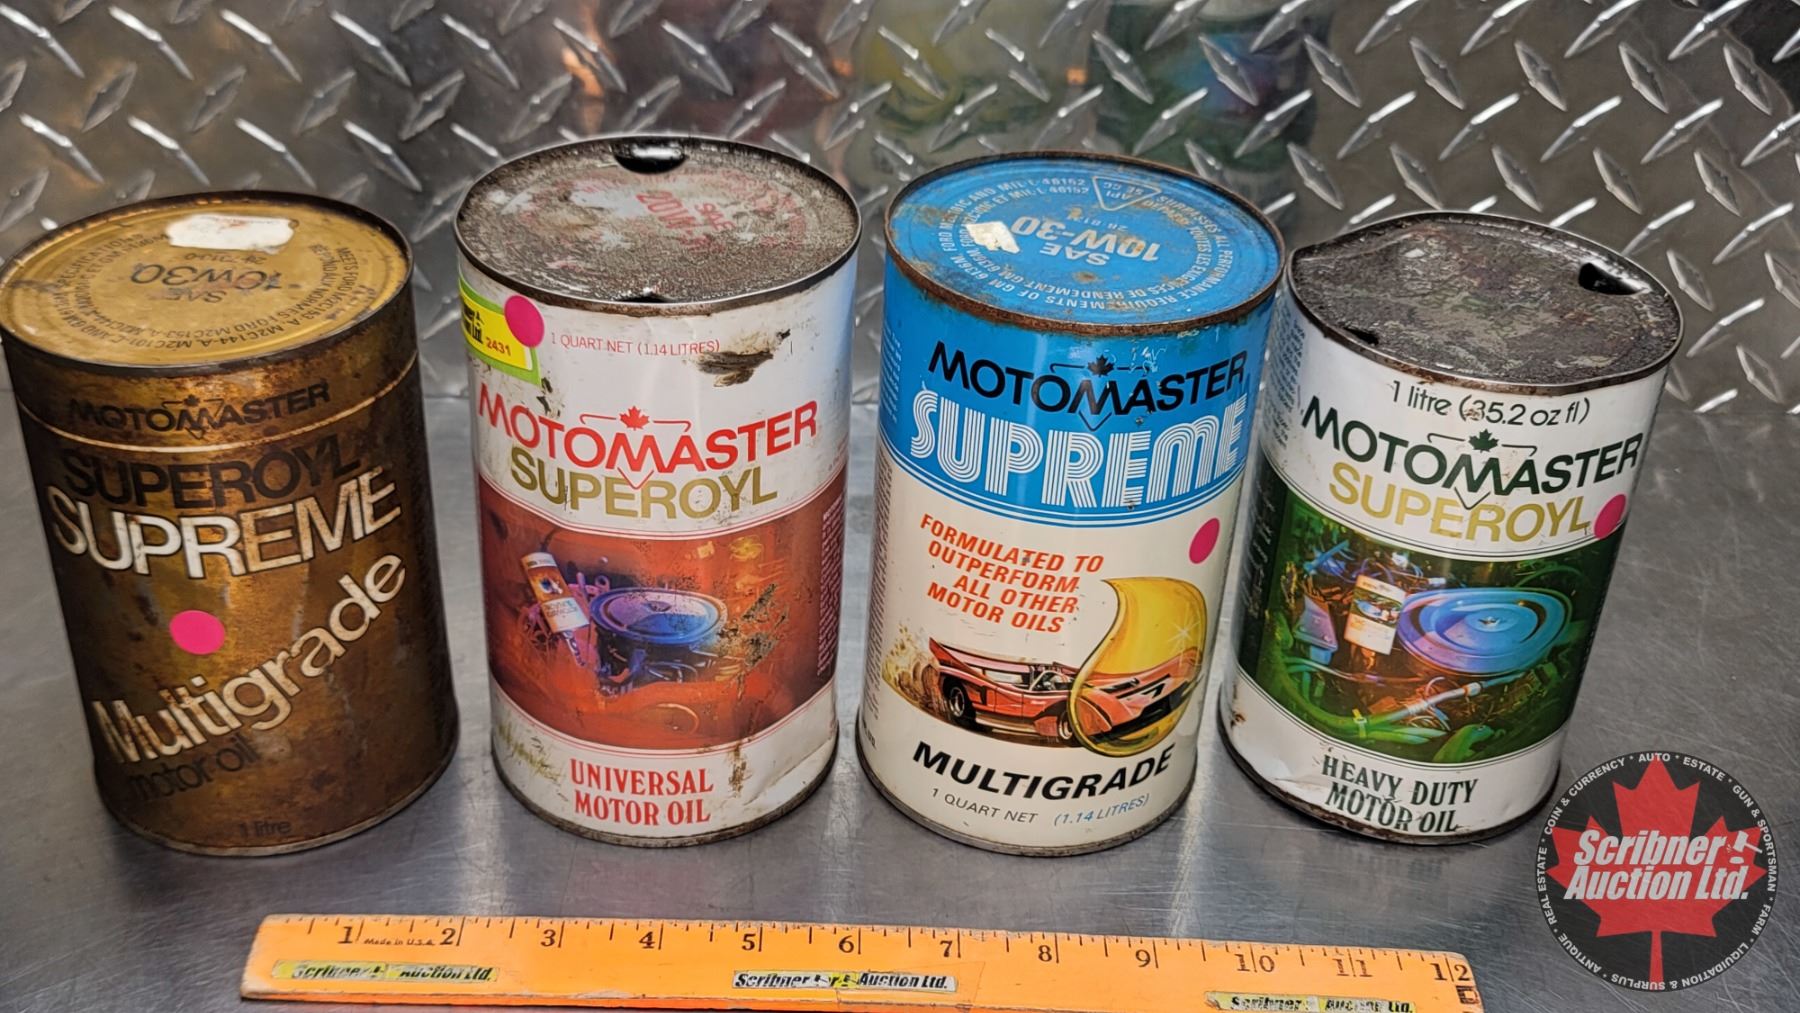 SAE
10W30
MOTOMASTER
SUPEROYL
SUPREME
Multigrade
motor oil
1 litre
2431
1 QUART NET (1.14 LITRES)
MOTOMASTER
SUPEROYL
UNIVERSAL
MOTOR OIL
SAE
10W-30
MOTOMASTER
SUPREME
FORMULATED TO
OUTPERFORM
ALL OTHER
MOTOR OILS
MULTIGRADE
1 QUART NET (1.14 LITRES)
1 litre (35.2 oz fl)
MOTOMASTER
SUPEROYL
HEAVY DUTY
MOTOR OIL
1 Made in U.S.A. 2 3 4 5 6 7 8 9 10 11 12
Scribner Auction Ltd.
Scribner Auction Ltd.
Scribner Auction Ltd.
Scribner
Auction Ltd.
ANTIQUE • REAL ESTATE • COIN & CURRENCY • AUTO • ESTATE • GUN & SPORTSMAN • FARM • LIQUIDATION & SURPLUS •